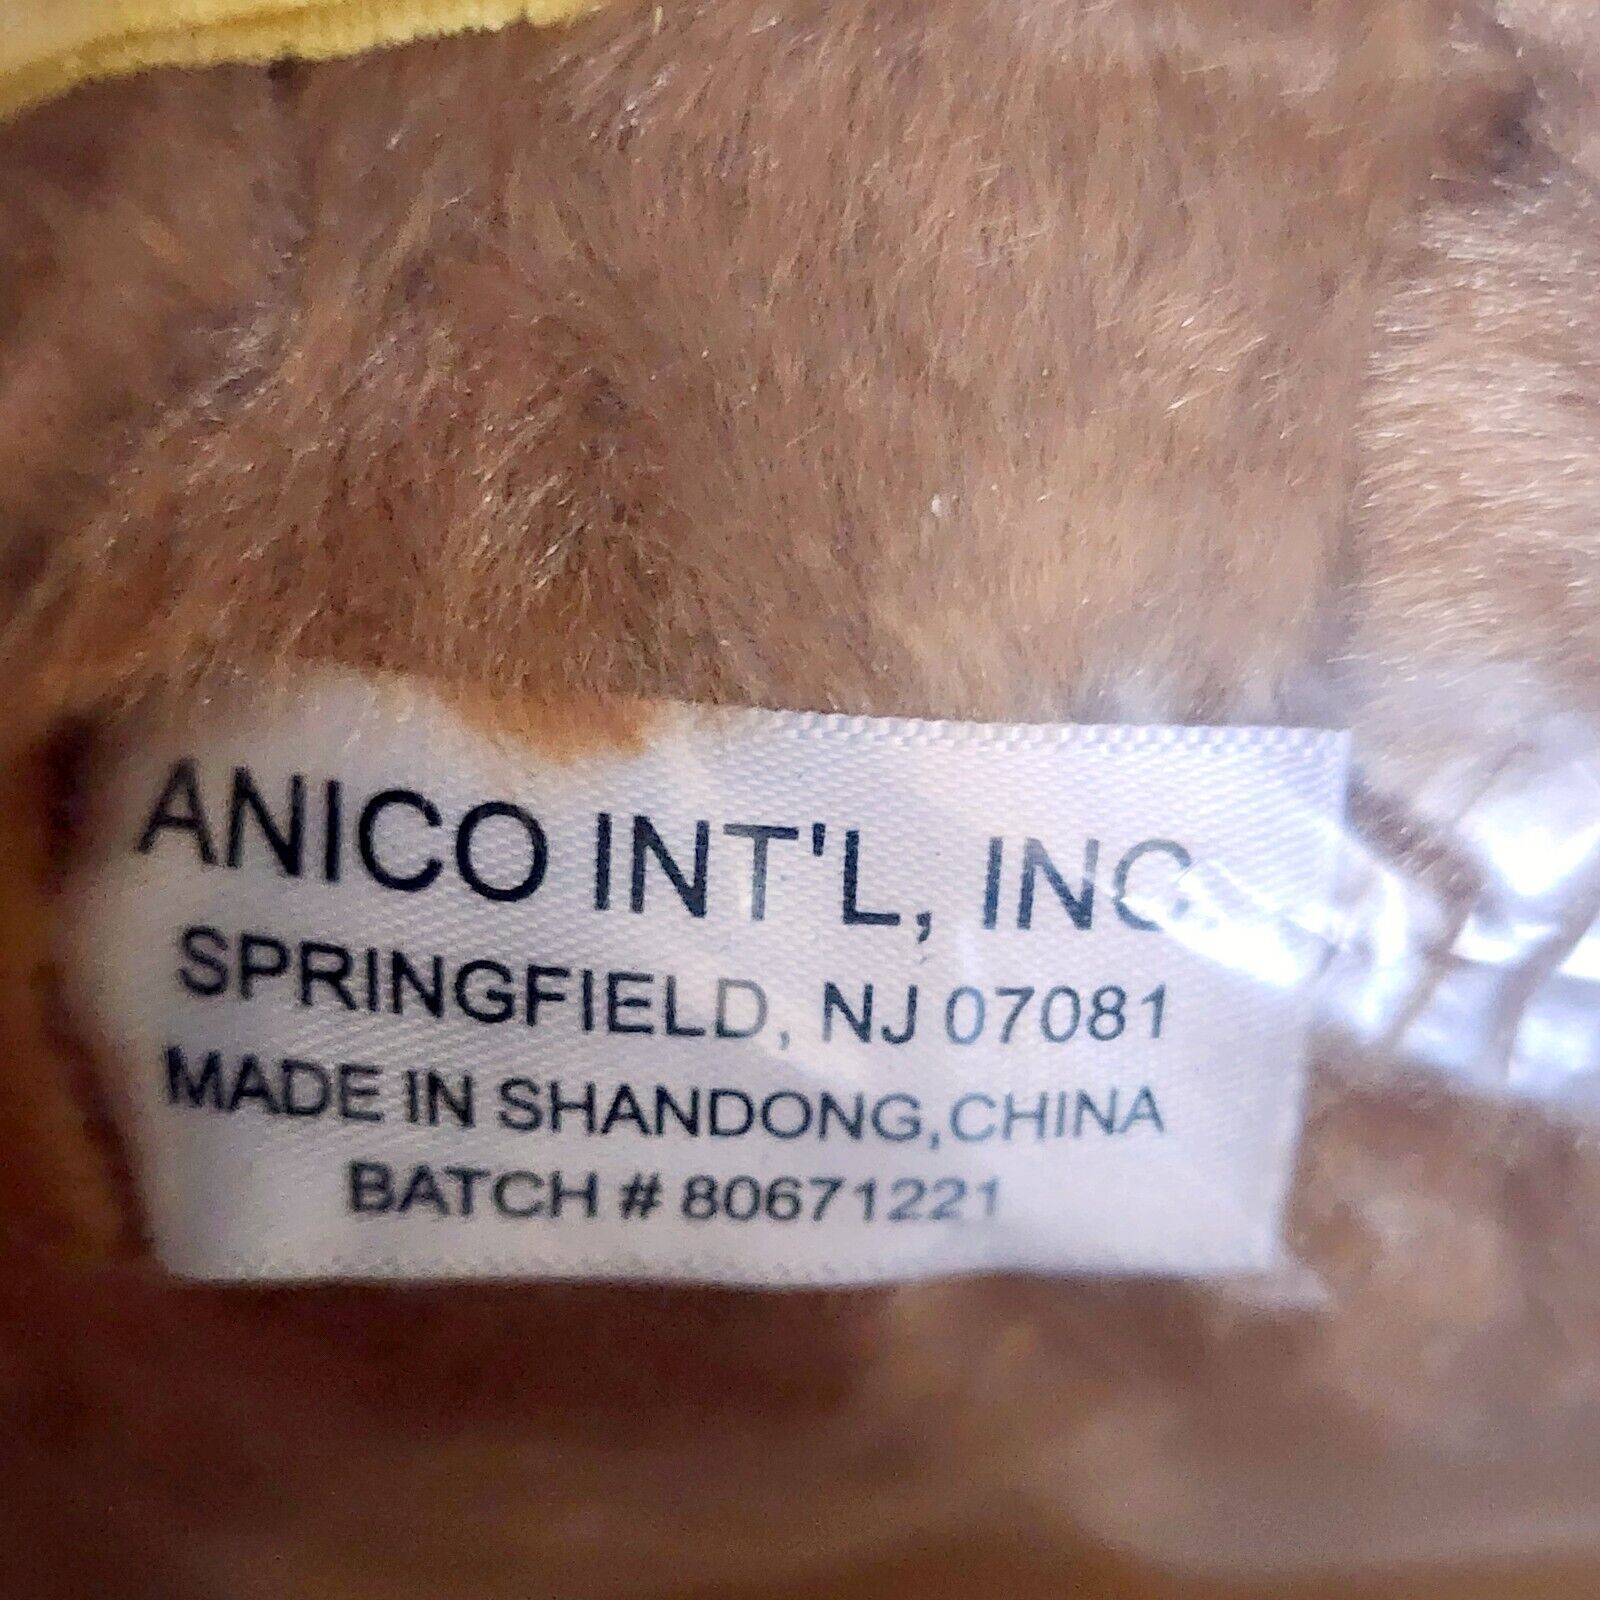 ANICO INT'L, INC
SPRINGFIELD, NJ 07081
MADE IN SHANDONG,CHINA
BATCH # 80671221